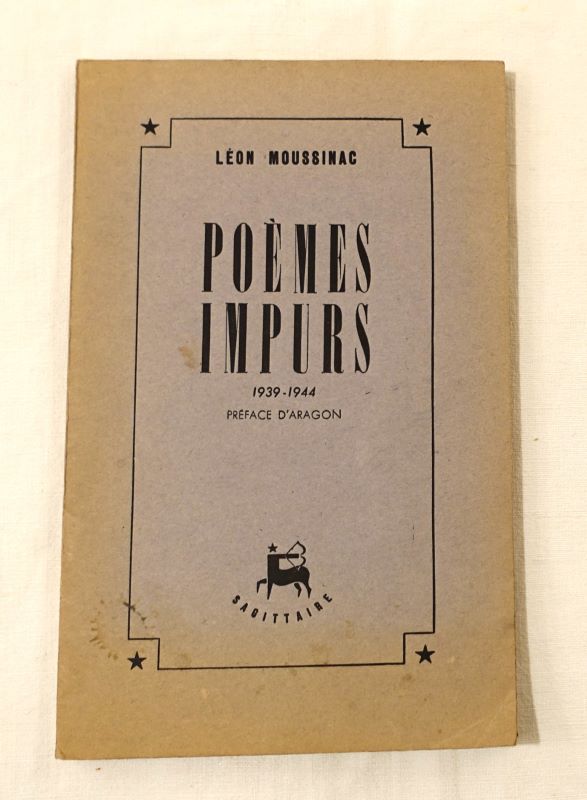 LÉON MOUSSINAC
POÈMES
IMPURS
1939-1944
PRÉFACE D'ARAGON
SAGITTAIRE